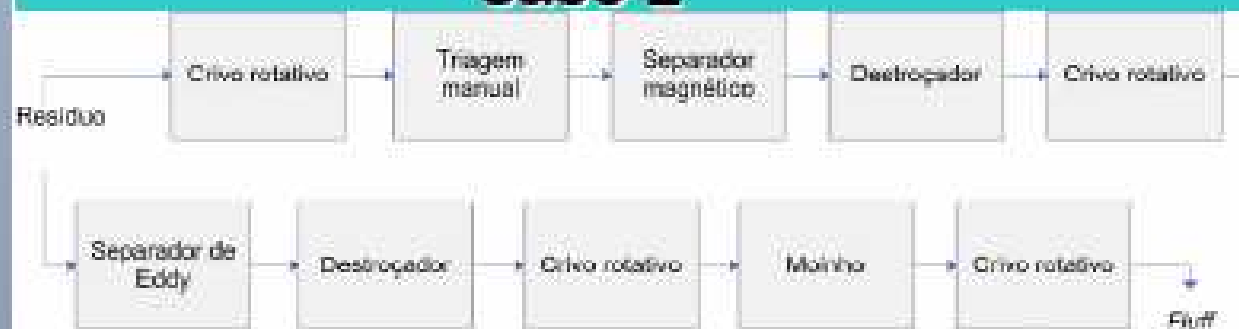 Crivo rotativo
Triagem
manual
Separador
magnético
Destroçador
Crivo rotativo
Resíduo
Separador de
Eddy
Destroçador
Crivo rotativo
Moinho
Crivo rotativo
Fluff